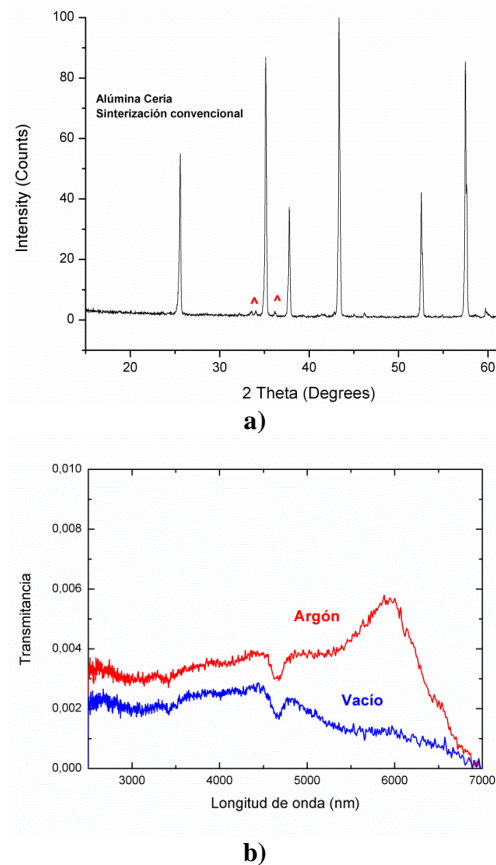 100
80
60
40
20
0
Intensity (Counts)
Alúmina Ceria
Sinterización convencional
^ ^
20 30 40 50 60
2 Theta (Degrees)
a)
0,010
0,008
0,006
0,004
0,002
0,000
Transmitancia
Argón
Vacío
3000 4000 5000 6000 7000
Longitud de onda (nm)
b)